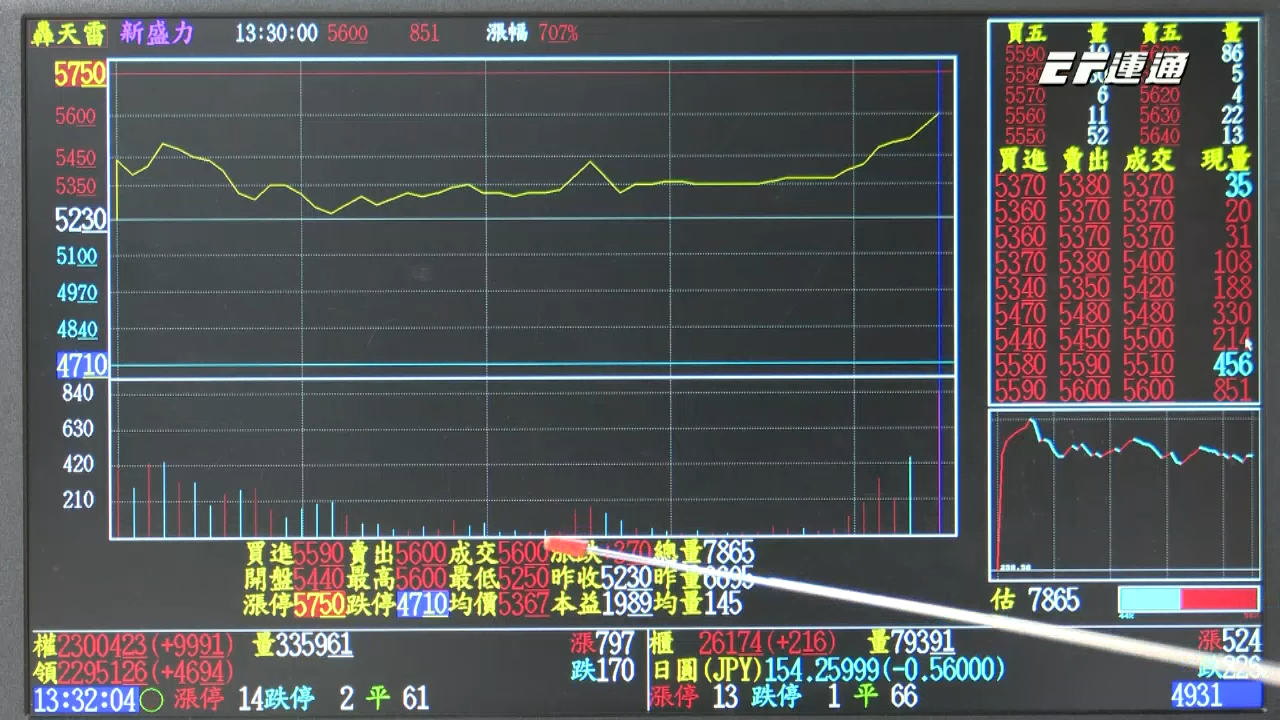 轟天雷 新盛力 13:30:00 5600 851 漲幅 707%
5750
5600
5450
5350
5230
5100
4970
4840
4710
840
630
420
210
買五 量 賣五 量
5590 86
5580 5
5570 6 5620 4
5560 11 5630 22
5550 52 5640 13
EF運通
買進 賣出 成交 現量
5370 5380 5370 35
5360 5370 5370 20
5360 5370 5370 31
5370 5380 5400 108
5340 5350 5420 188
5470 5480 5480 330
5440 5450 5500 214
5580 5590 5510 456
5590 5600 5600 851
買進5590 賣出5600 成交5600 漲跌 370 總量7865
開盤5440 最高5600 最低5250 昨收5230 昨量6695
漲停5750 跌停4710 均價5367 本益1989 均量145
估 7865
權2300423(+9991) 量335961 漲797
領2295126(+4694) 跌170
13:32:04 漲停 14 跌停 2 平 61
櫃 26174(+216) 量79391 漲524
日圓(JPY)154.25999(-0.56000) 跌226
漲停 13 跌停 1 平 66 4931